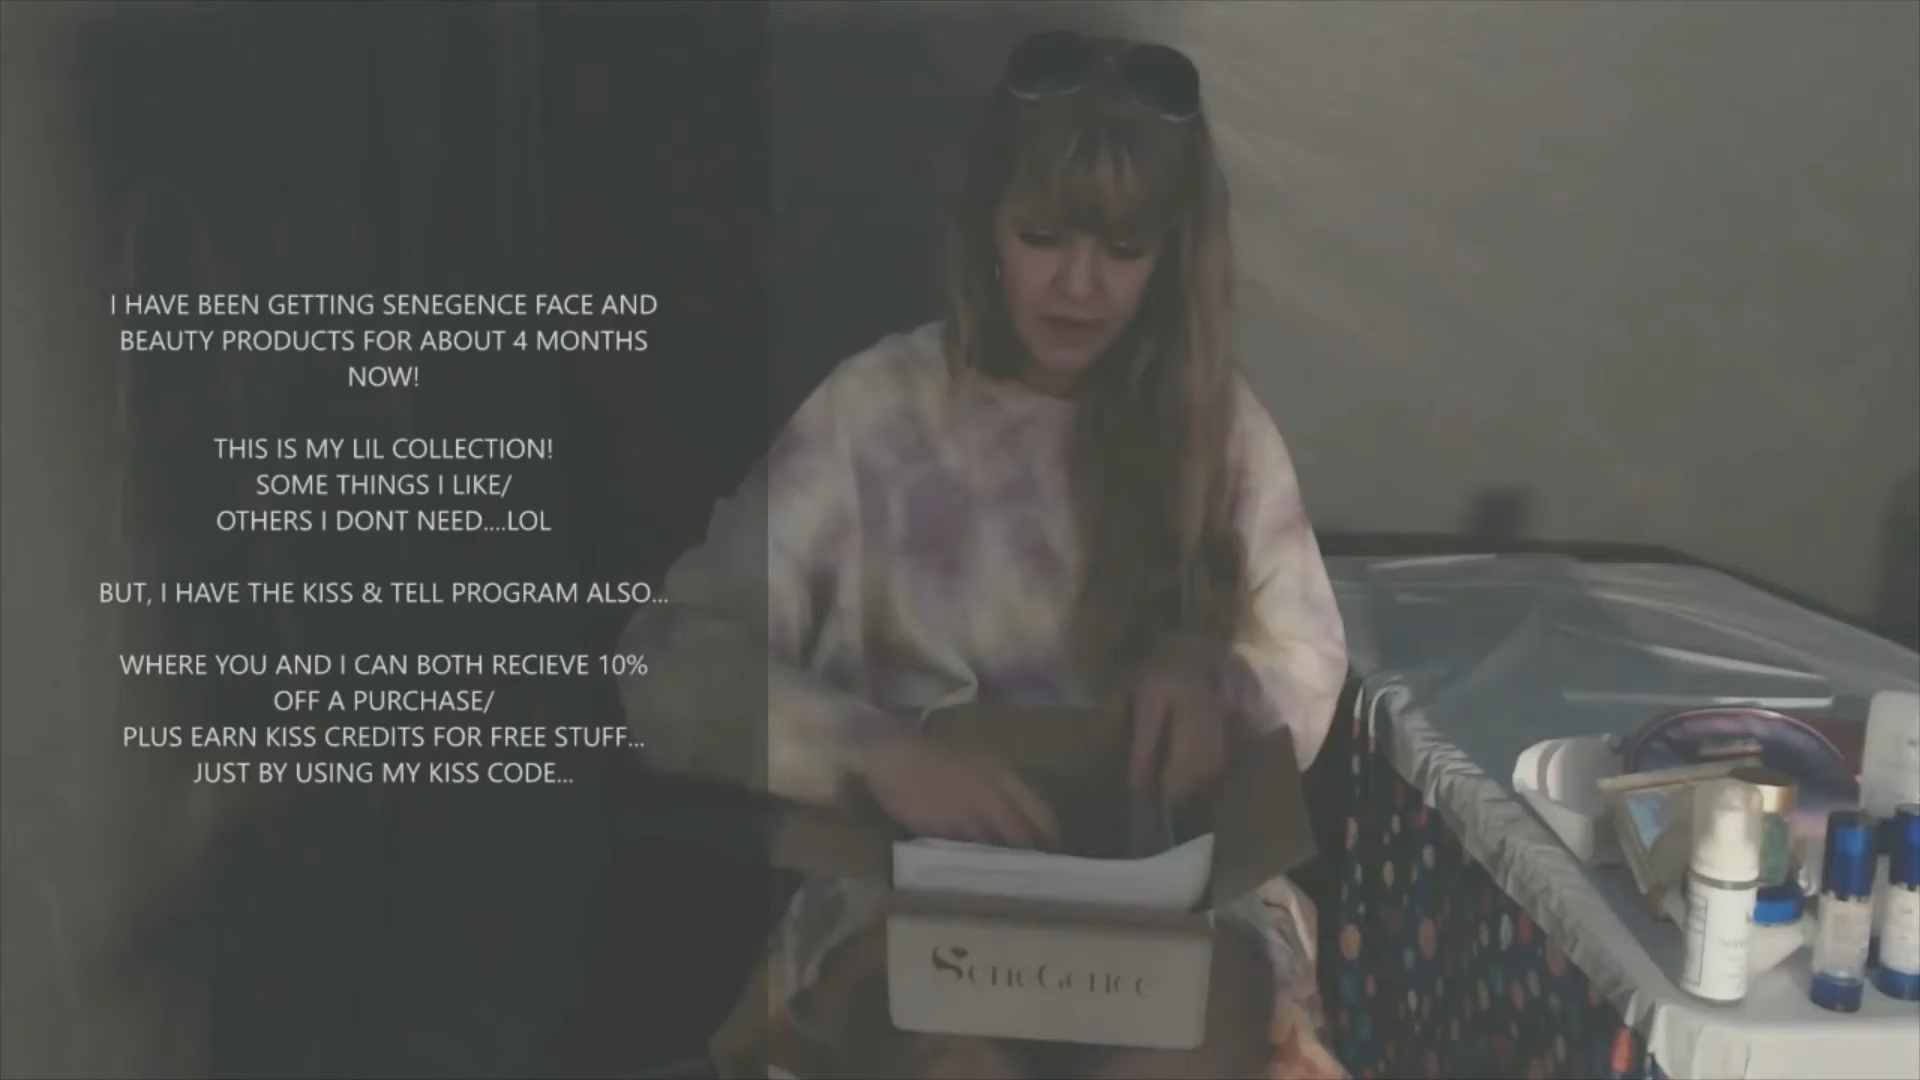 I HAVE BEEN GETTING SENEGENCE FACE AND
BEAUTY PRODUCTS FOR ABOUT 4 MONTHS
NOW!
THIS IS MY LIL COLLECTION!
SOME THINGS I LIKE/
OTHERS I DONT NEED....LOL
BUT, I HAVE THE KISS & TELL PROGRAM ALSO...
WHERE YOU AND I CAN BOTH RECIEVE 10%
OFF A PURCHASE/
PLUS EARN KISS CREDITS FOR FREE STUFF...
JUST BY USING MY KISS CODE...
SeneGence